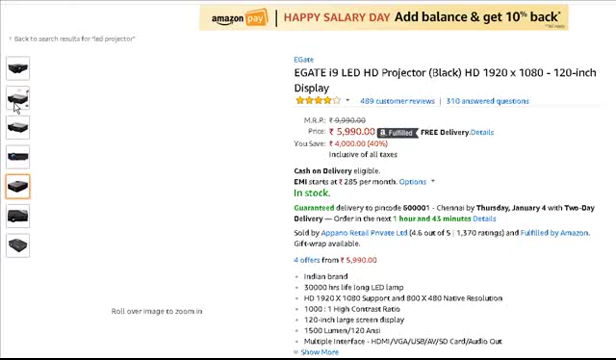 amazon pay HAPPY SALARY DAY Add balance & get 10% back*
‹ Back to search results for "led projector"
EGate
EGATE i9 LED HD Projector (Black) HD 1920 x 1080 - 120-inch
Display
489 customer reviews | 310 answered questions
M.R.P.: ₹ 9,990.00
Price: ₹ 5,990.00 Fulfilled FREE Delivery.Details
You Save: ₹ 4,000.00 (40%)
Inclusive of all taxes
Cash on Delivery eligible.
EMI starts at ₹ 285 per month. Options
In stock.
Guaranteed delivery to pincode 600001 - Chennai by Thursday, January 4 with Two-Day
Delivery — Order in the next 1 hour and 45 minutes Details
Sold by Appario Retail Private Ltd (4.6 out of 5 | 1,370 ratings) and Fulfilled by Amazon.
Gift-wrap available.
4 offers from ₹ 5,990.00
Indian brand
30000 hrs life long LED lamp
HD 1920 X 1080 Support and 800 X 480 Native Resolution
1000 : 1 High Contrast Ratio
120-inch large screen display
1500 Lumen/120 Ansi
Multiple Interface - HDMI/VGA/USB/AV/SD Card/Audio Out
Show More
Roll over image to zoom in